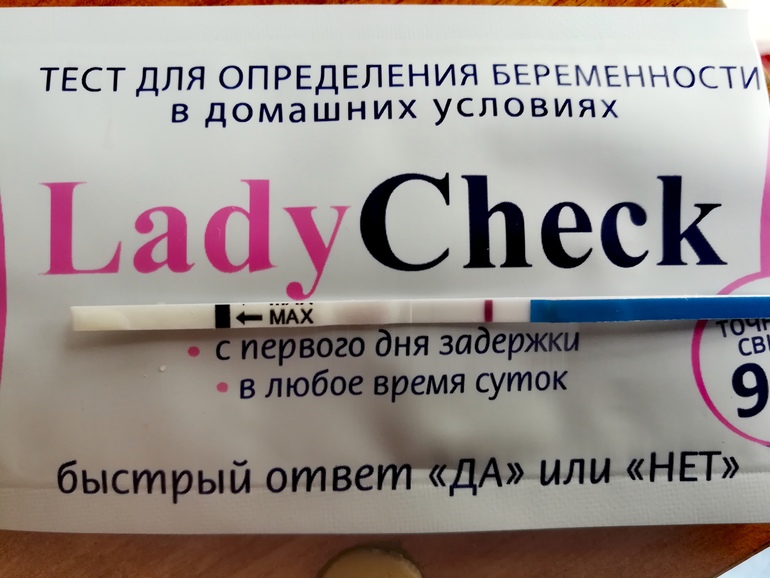 ТЕСТ ДЛЯ ОПРЕДЕЛЕНИЯ БЕРЕМЕННОСТИ
в домашних условиях
LadyCheck
MAX
• с первого дня задержки
• в любое время суток
9
быстрый ответ «ДА» или «НЕТ»